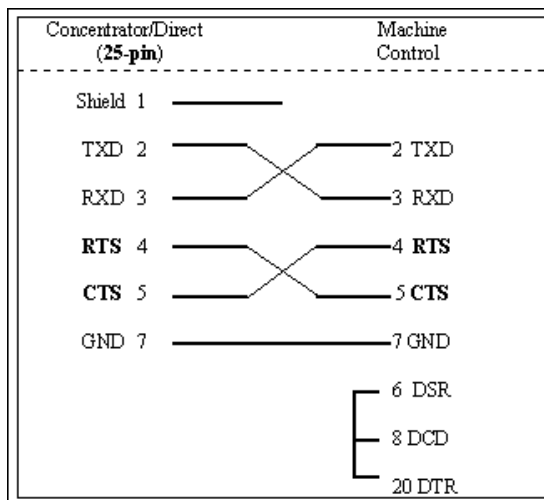 Concentrator/Direct Machine
(25-pin) Control
Shield 1
TXD 2 2 TXD
RXD 3 3 RXD
RTS 4 4 RTS
CTS 5 5 CTS
GND 7 7 GND
6 DSR
8 DCD
20 DTR